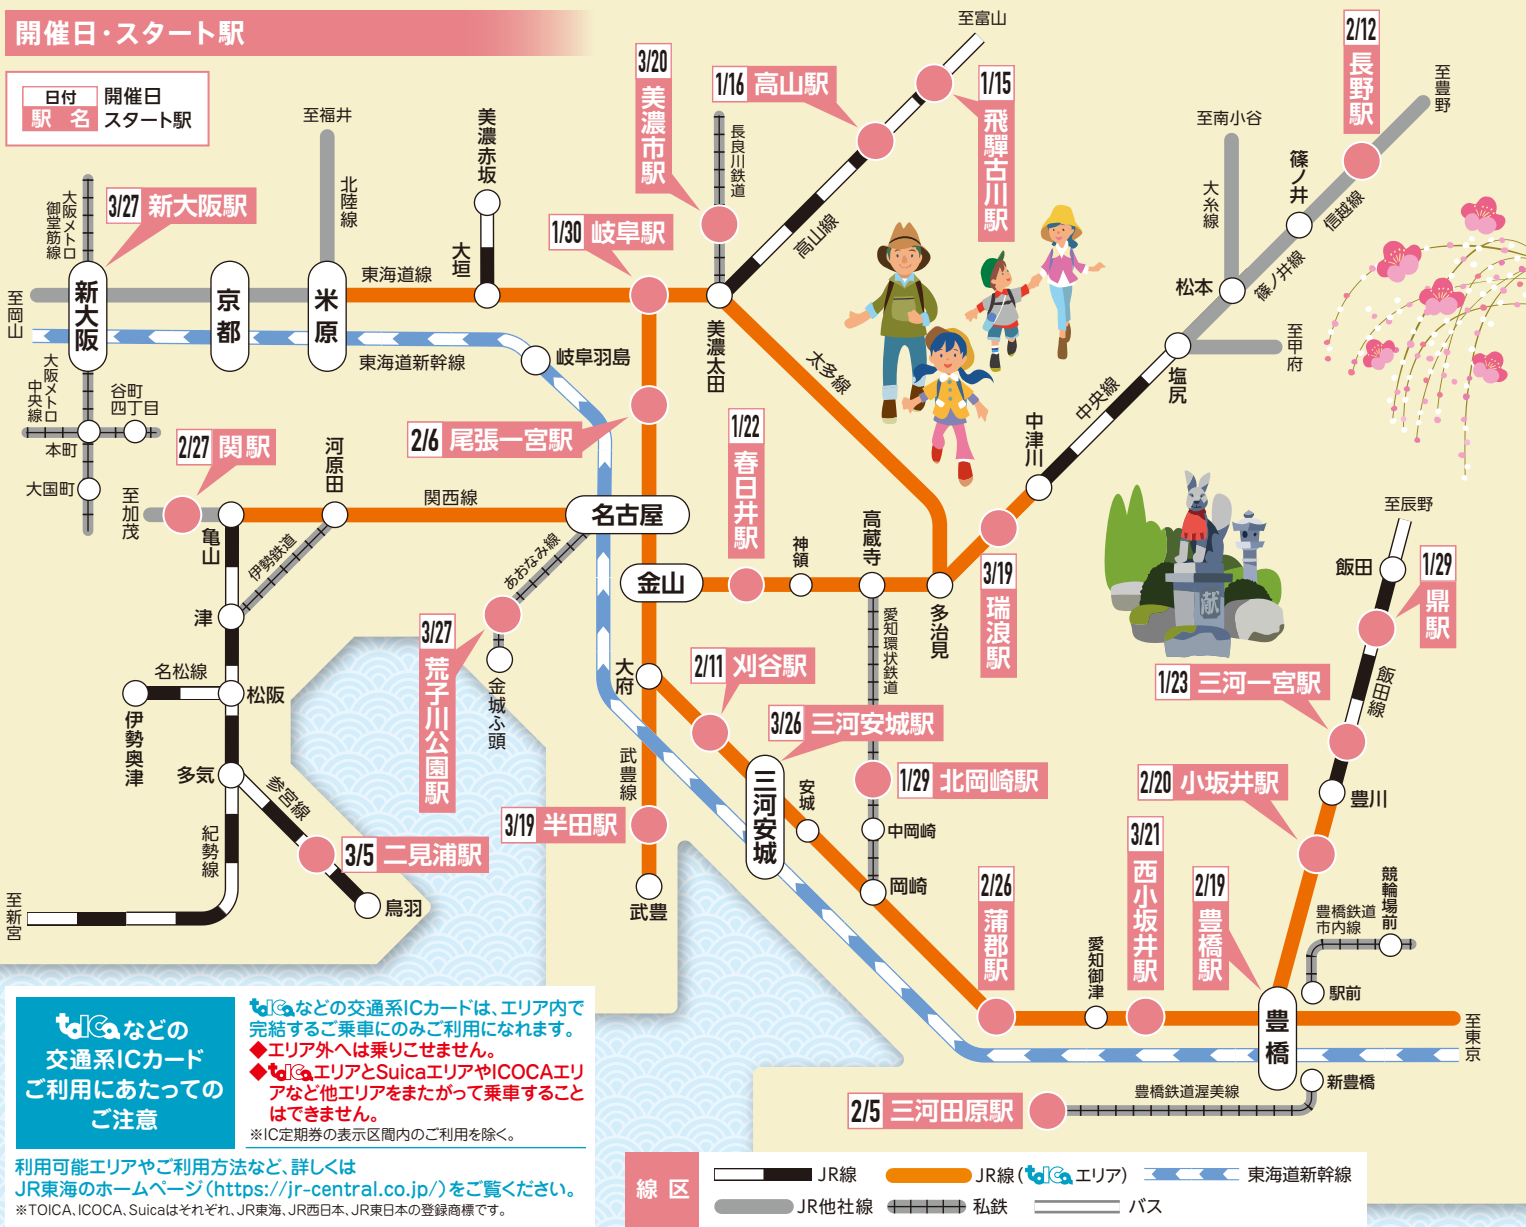 開催日・スタート駅
日付
駅名
開催日
スタート駅
至富山
3/20
美濃市駅
1/16 高山駅
1/15
飛驒古川駅
2/12
長野駅
至豊野
至福井
北陸線
美濃赤坂
大垣
長良川鉄道
高山線
至南小谷
大糸線
篠ノ井
信越線
篠ノ井線
松本
大阪メトロ
御堂筋線
3/27 新大阪駅
1/30 岐阜駅
至岡山
新大阪
京都
米原
東海道線
東海道新幹線
岐阜羽島
美濃太田
太多線
至甲府
塩尻
中央線
中津川
大阪メトロ
中央線
谷町
四丁目
本町
大国町
2/27 関駅
河原田
2/6 尾張一宮駅
1/22
春日井駅
至加茂
亀山
関西線
名古屋
伊勢鉄道
あおなみ線
金山
神領
高蔵寺
多治見
3/19
瑞浪駅
至辰野
飯田
1/29
鼎駅
献
津
名松線
松阪
伊勢奥津
3/27
荒子川公園駅
金城ふ頭
大府
2/11 刈谷駅
愛知環状鉄道
1/23 三河一宮駅
飯田線
3/26 三河安城駅
三河安城
安城
1/29 北岡崎駅
中岡崎
岡崎
2/20 小坂井駅
豊川
多気
参宮線
紀勢線
3/5 二見浦駅
鳥羽
至新宮
武豊線
3/19 半田駅
武豊
2/26
蒲郡駅
愛知御津
3/21
西小坂井駅
2/19
豊橋駅
豊橋鉄道
市内線
競輪場前
駅前
豊橋
至東京
新豊橋
豊橋鉄道渥美線
2/5 三河田原駅
TOICAなどの
交通系ICカード
ご利用にあたっての
ご注意
TOICAなどの交通系ICカードは、エリア内で
完結するご乗車にのみご利用になれます。
◆エリア外へは乗りこせません。
◆TOICAエリアとSuicaエリアやICOCAエリ
アなど他エリアをまたがって乗車すること
はできません。
※IC定期券の表示区間内のご利用を除く。
利用可能エリアやご利用方法など、詳しくは
JR東海のホームページ（https://jr-central.co.jp/）をご覧ください。
※TOICA、ICOCA、Suicaはそれぞれ、JR東海、JR西日本、JR東日本の登録商標です。
線区
JR線
JR線（TOICAエリア）
東海道新幹線
JR他社線
私鉄
バス